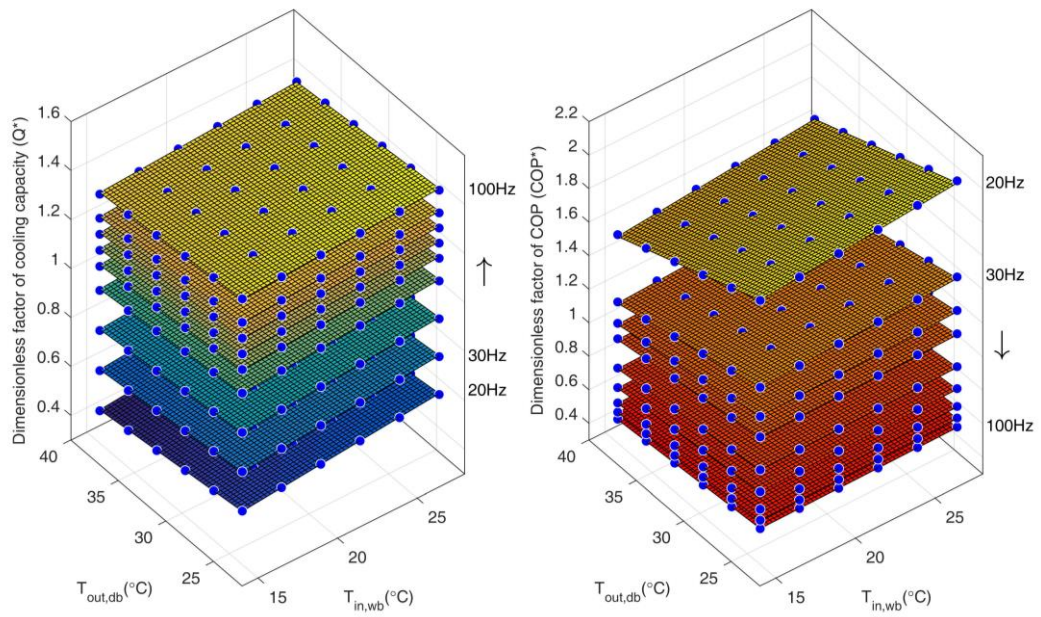 Dimensionless factor of cooling capacity (Q*)
1.6
1.4
1.2
1
0.8
0.6
0.4
40
35
30
25
T_out,db(°C)
15
20
25
T_in,wb(°C)
100Hz
↑
30Hz
20Hz
Dimensionless factor of COP (COP*)
2.2
2
1.8
1.6
1.4
1.2
1
0.8
0.6
0.4
40
35
30
25
T_out,db(°C)
15
20
25
T_in,wb(°C)
20Hz
30Hz
↓
100Hz